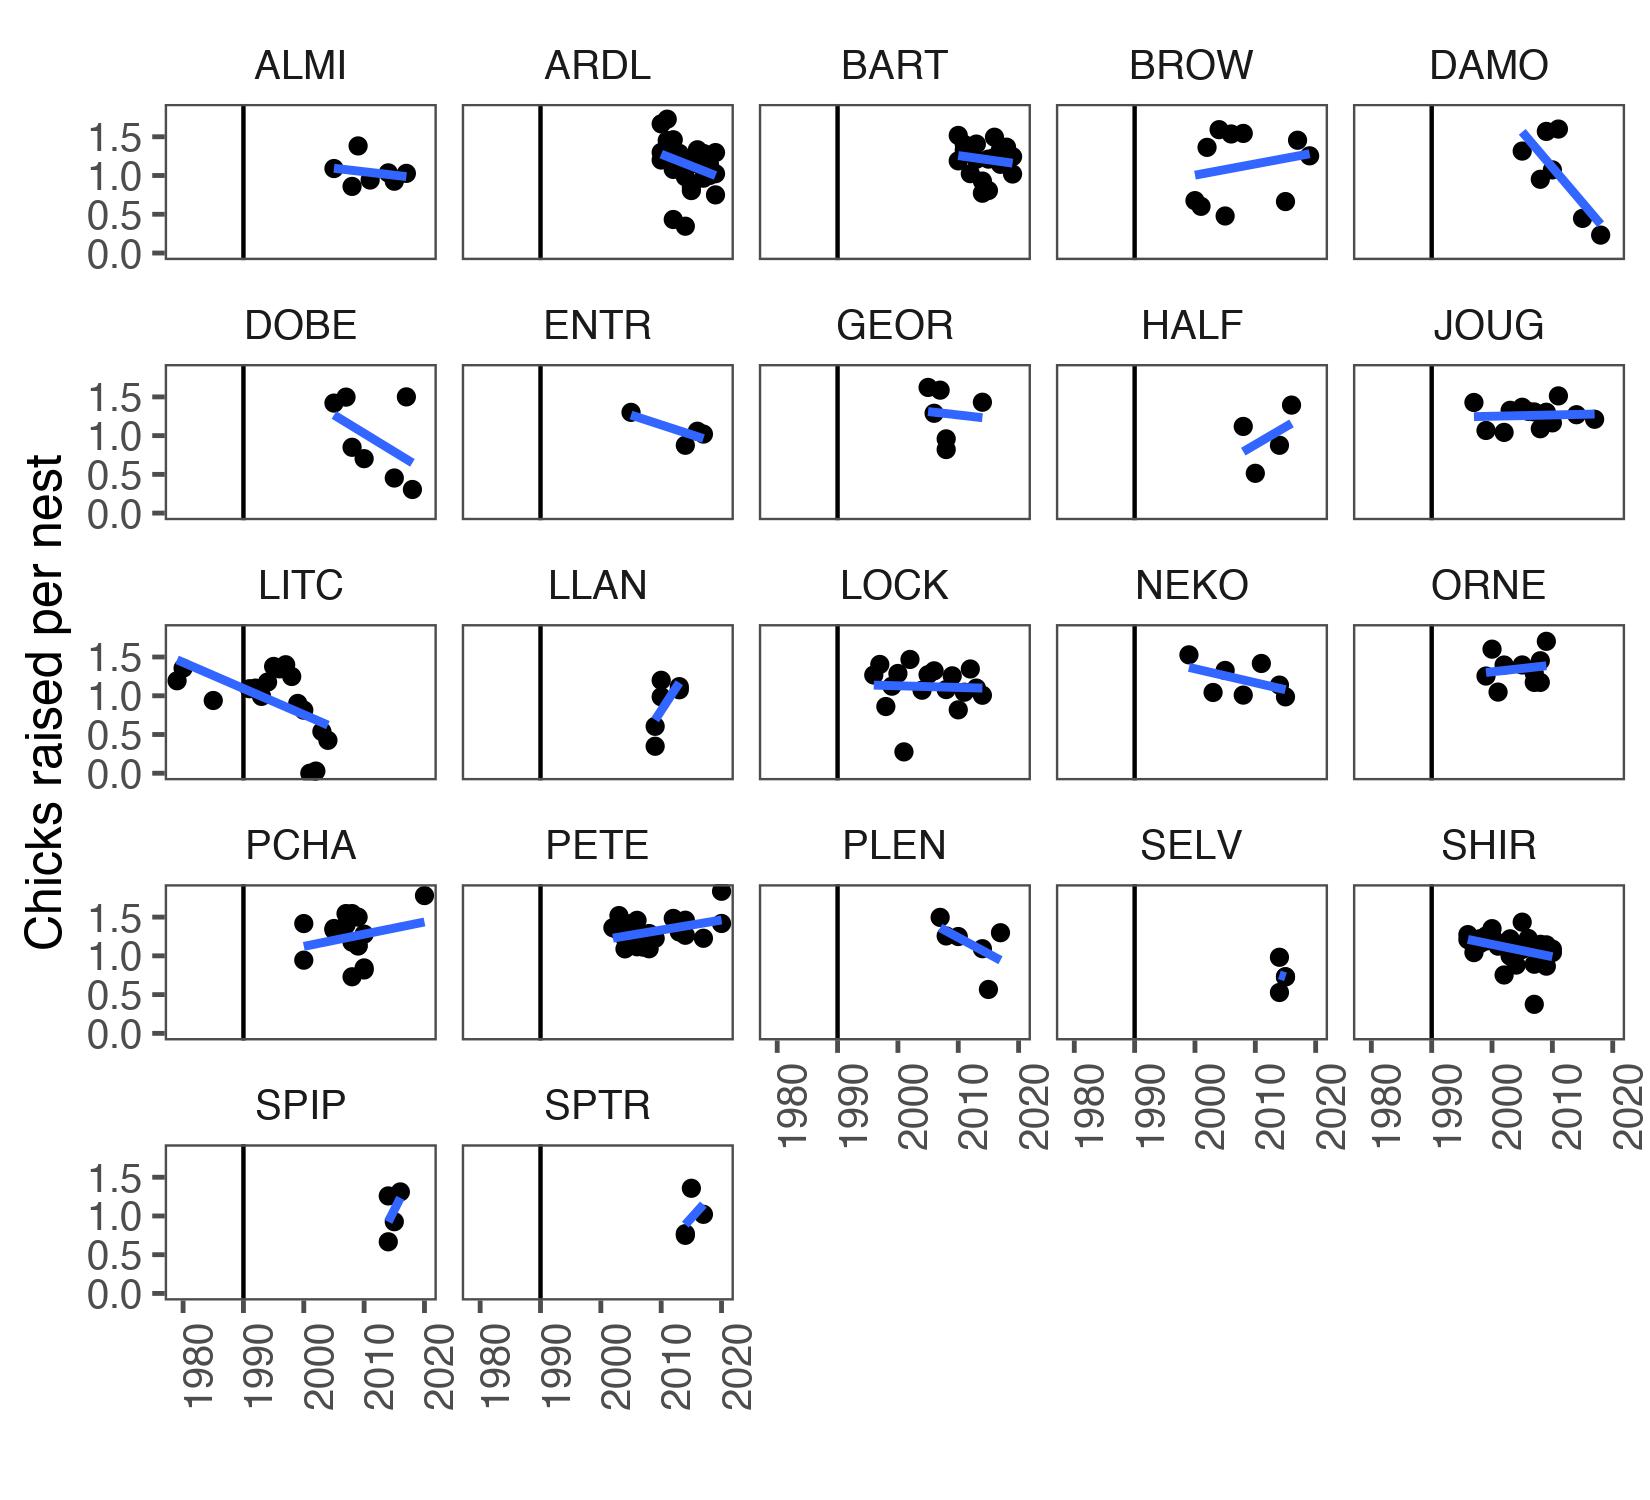 ALMI ARDL BART BROW DAMO
1.5
1.0
0.5
0.0
DOBE ENTR GEOR HALF JOUG
1.5
1.0
0.5
0.0
Chicks raised per nest
LITC LLAN LOCK NEKO ORNE
1.5
1.0
0.5
0.0
PCHA PETE PLEN SELV SHIR
1.5
1.0
0.5
0.0
1980 1990 2000 2010 2020 1980 1990 2000 2010 2020 1980 1990 2000 2010 2020
SPIP SPTR
1.5
1.0
0.5
0.0
1980 1990 2000 2010 2020 1980 1990 2000 2010 2020